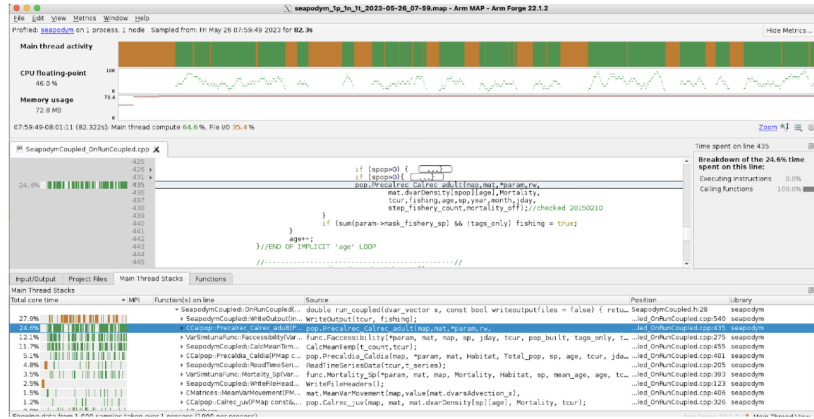 seapodym_1p_1n_1t_2023-05-26_07-59.map - Arm MAP - Arm Forge 22.1.2
File Edit View Metrics Window Help
Profiled: seapodym on 1 process, 1 node Sampled from: Fri May 26 07:59:49 2023 for 82.3s
Hide Metrics...
Main thread activity
CPU floating-point
100
46.0 %
0
Memory usage
73.4
72.8 MB
0
07:59:49-08:01:11 (82.322s): Main thread compute 64.6 %, File I/O 35.4 %
Zoom
SeapodymCoupled_OnRunCoupled.cpp
Time spent on line 435
425
426 if (spop>0) { ... }
431 if (spop>0){ ... }
24.6% 435 pop.Precalrec_Calrec_adult(map,mat,*param,rw,
436 mat.dvarDensity[spop][age],Mortality,
437 tcur,fishing,age,sp,year,month,jday,
438 step_fishery_count,mortality_off);//checked 20150210
439 }
440 if (sum(param->mask_fishery_sp) && !tags_only) fishing = true;
441 }
442 age++;
443 }//END OF IMPLICIT 'age' LOOP
444
445
Breakdown of the 24.6% time
spent on this line:
Executing instructions 0.0%
Calling functions 100.0%
Input/Output Project Files Main Thread Stacks Functions
Main Thread Stacks
Total core time MPI Function(s) on line Source Position Library
SeapodymCoupled::OnRunCoupled(... double run_coupled(dvar_vector x, const bool writeoutputfiles = false) { retu... SeapodymCoupled.h:28 seapodym
27.9% SeapodymCoupled::WriteOutput(in... WriteOutput(tcur, fishing); ...led_OnRunCoupled.cpp:540 seapodym
24.6% CCalpop::Precalrec_Calrec_adult(P... pop.Precalrec_Calrec_adult(map,mat,*param,rw, ...led_OnRunCoupled.cpp:435 seapodym
12.1% VarSimtunaFunc::Faccessibility(Var... func.Faccessibility(*param, mat, map, sp, jday, tcur, pop_built, tags_only, t... ...led_OnRunCoupled.cpp:275 seapodym
11.7% SeapodymCoupled::CalcMeanTem... CalcMeanTemp(t_count,tcur); ...led_OnRunCoupled.cpp:455 seapodym
5.1% CCalpop::Precaldia_Caldia(PMap c... pop.Precaldia_Caldia(map, *param, mat, Habitat, Total_pop, sp, age, tcur, jda... ...led_OnRunCoupled.cpp:401 seapodym
4.8% SeapodymCoupled::ReadTimeSeri... ReadTimeSeriesData(tcur,t_series); ...led_OnRunCoupled.cpp:205 seapodym
3.5% VarSimtunaFunc::Mortality_Sp(Var... func.Mortality_Sp(*param, mat, map, Mortality, Habitat, sp, mean_age, age, tc... ...led_OnRunCoupled.cpp:393 seapodym
2.5% SeapodymCoupled::WriteFileHead... WriteFileHeaders(); ...led_OnRunCoupled.cpp:123 seapodym
1.5% CMatrices::MeanVarMovement(PM... mat.MeanVarMovement(map,value(mat.dvarsAdvection_x), ...led_OnRunCoupled.cpp:406 seapodym
1.2% CCalpop::Calrec_juv(PMap const&,... pop.Calrec_juv(map, mat, mat.dvarDensity[sp][age], Mortality, tcur); ...led_OnRunCoupled.cpp:326 seapodym